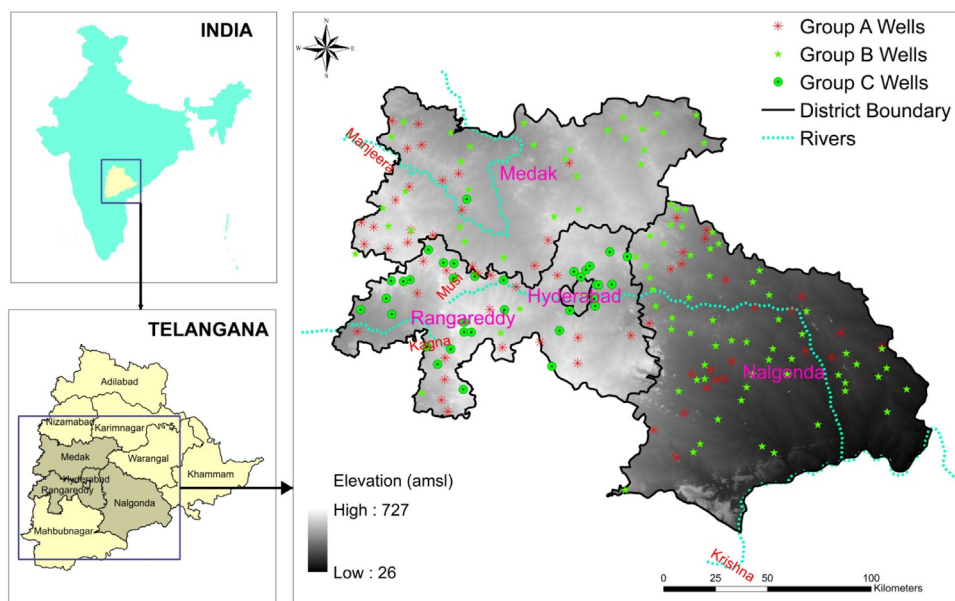 INDIA
TELANGANA
Adilabad
Nizamabad
Karimnagar
Medak
Warangal
Hyderabad
Rangareddy
Khammam
Nalgonda
Mahbubnagar
N
W
E
S
Group A Wells
Group B Wells
Group C Wells
District Boundary
Rivers
Manjeera
Medak
Musi
Hyderabad
Rangareddy
Kagna
Nalgonda
Elevation (amsl)
High : 727
Low : 26
Krishna
0 25 50 100
Kilometers